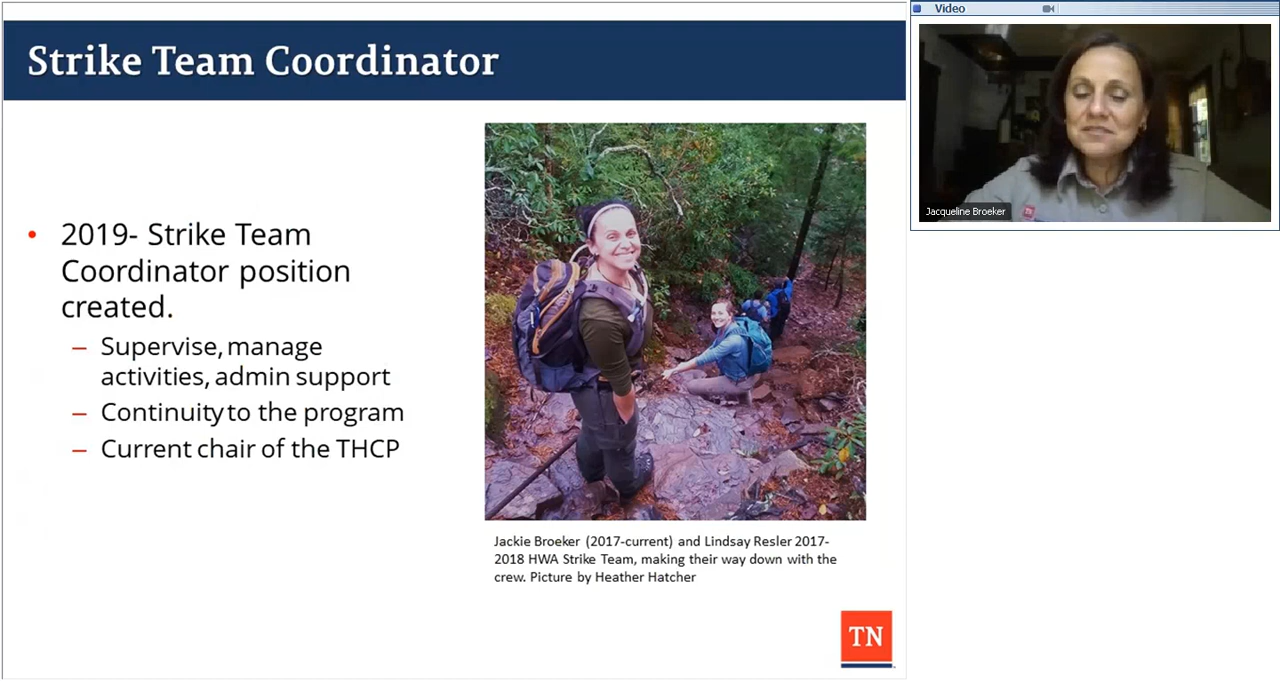 Strike Team Coordinator
• 2019- Strike Team
Coordinator position
created.
– Supervise, manage
activities, admin support
– Continuity to the program
– Current chair of the THCP
Jackie Broeker (2017-current) and Lindsay Resler 2017-
2018 HWA Strike Team, making their way down with the
crew. Picture by Heather Hatcher
TN
Video
Jacqueline Broeker
TN